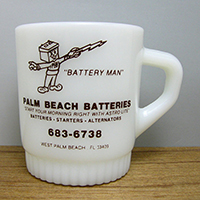 "BATTERY MAN"
PALM BEACH BATTERIES
"START YOUR MORNING RIGHT WITH ASTRO LITE"
BATTERIES - STARTERS - ALTERNATORS
683-6738
WEST PALM BEACH FL 33409